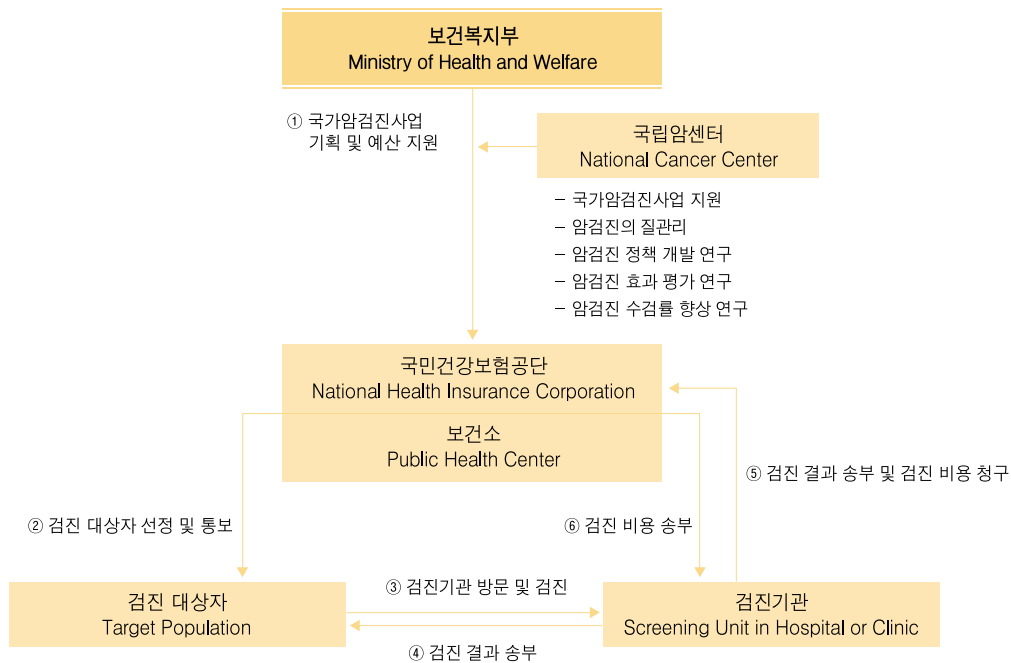 보건복지부
Ministry of Health and Welfare
① 국가암검진사업
기획 및 예산 지원
국립암센터
National Cancer Center
– 국가암검진사업 지원
– 암검진의 질관리
– 암검진 정책 개발 연구
– 암검진 효과 평가 연구
– 암검진 수검률 향상 연구
국민건강보험공단
National Health Insurance Corporation
보건소
Public Health Center
⑤ 검진 결과 송부 및 검진 비용 청구
② 검진 대상자 선정 및 통보
⑥ 검진 비용 송부
검진 대상자
Target Population
③ 검진기관 방문 및 검진
④ 검진 결과 송부
검진기관
Screening Unit in Hospital or Clinic